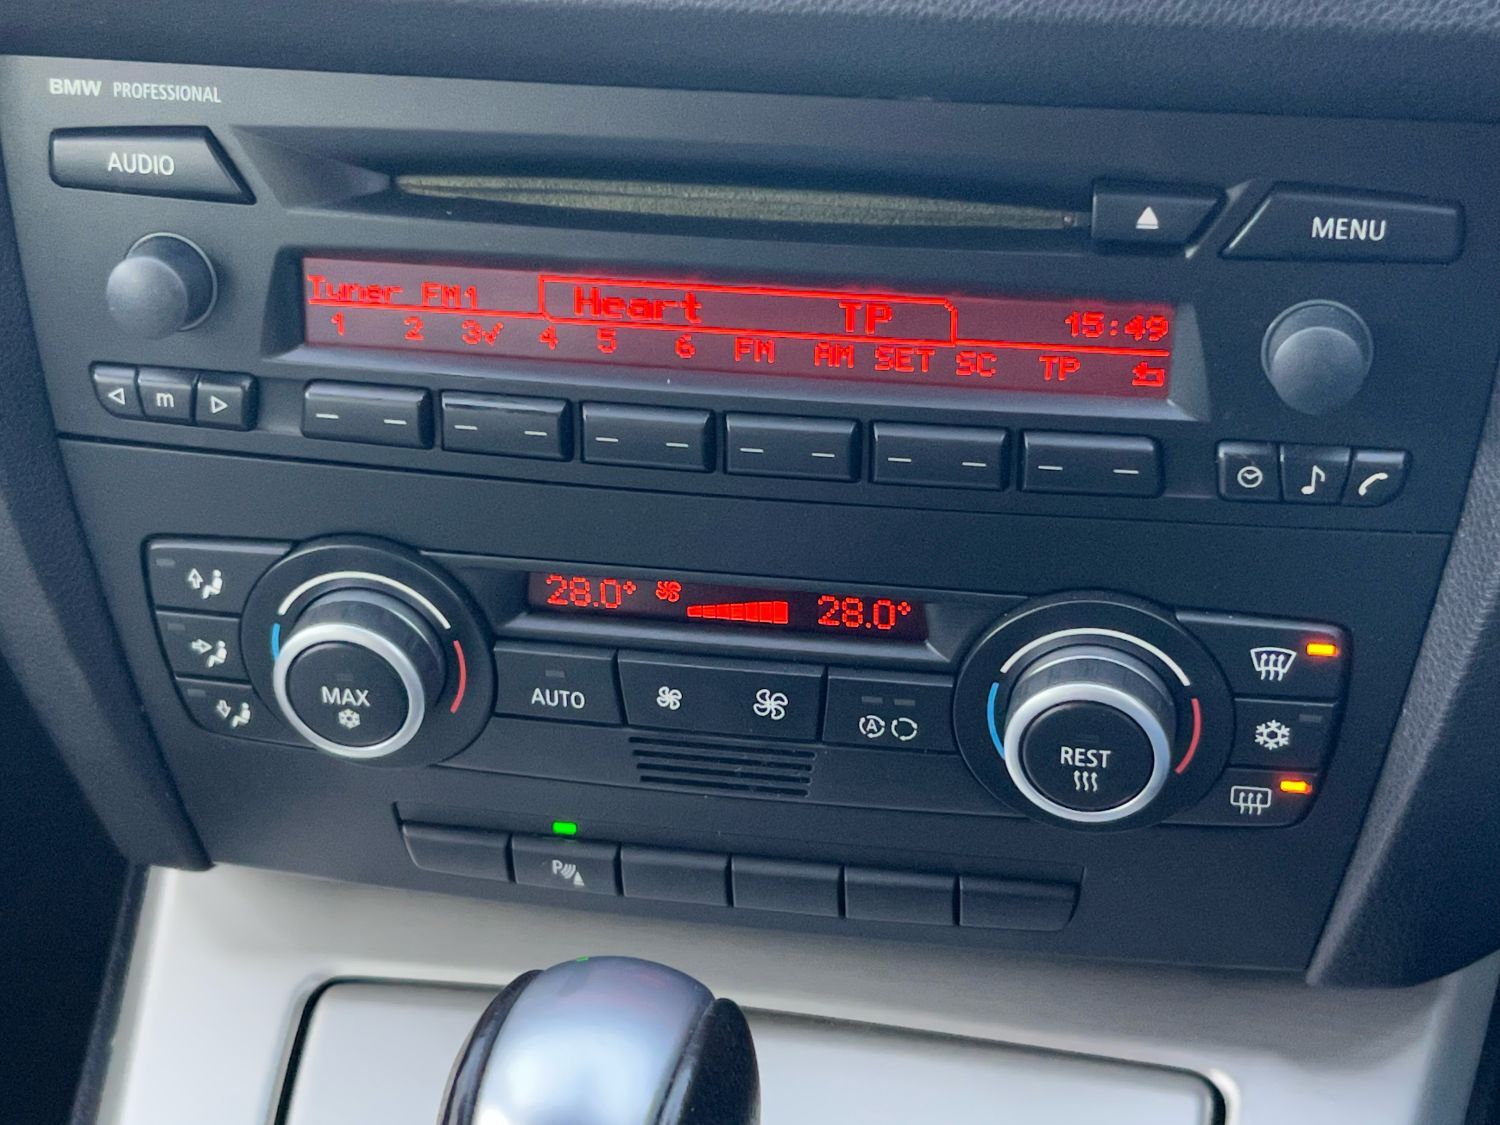 BMW PROFESSIONAL
AUDIO
MENU
Tuner FM1 Heart TP 15:49
1 2 3✓ 4 5 6 FM AM SET SC TP
m
28.0° 28.0°
MAX
AUTO
A
REST
P